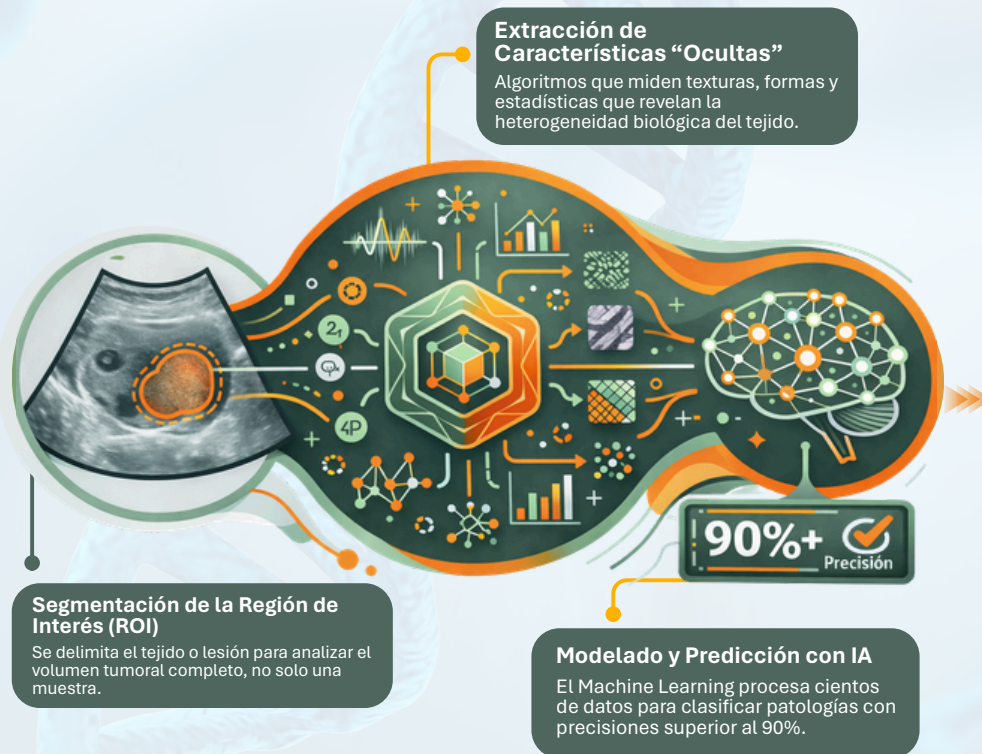 Extracción de
Características “Ocultas”
Algoritmos que miden texturas, formas y
estadísticas que revelan la
heterogeneidad biológica del tejido.
21
4P
90%+
Precisión
Segmentación de la Región de
Interés (ROI)
Se delimita el tejido o lesión para analizar el
volumen tumoral completo, no solo una
muestra.
Modelado y Predicción con IA
El Machine Learning procesa cientos
de datos para clasificar patologías con
precisiones superior al 90%.